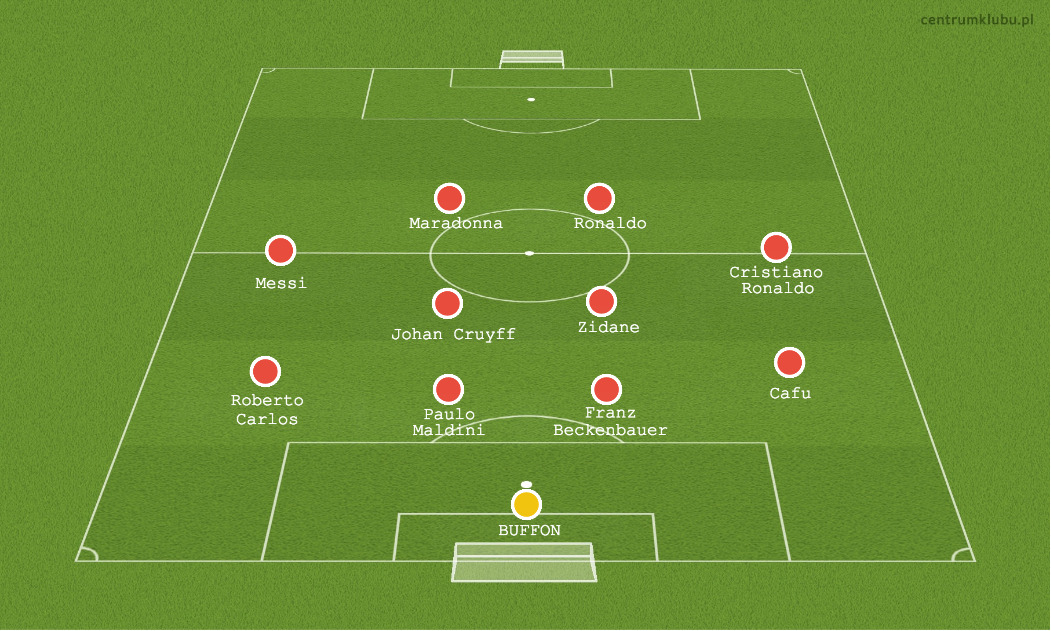 centrumklubu.pl
Maradonna
Ronaldo
Messi
Cristiano
Ronaldo
Johan Cruyff
Zidane
Roberto
Carlos
Paulo
Maldini
Franz
Beckenbauer
Cafu
BUFFON